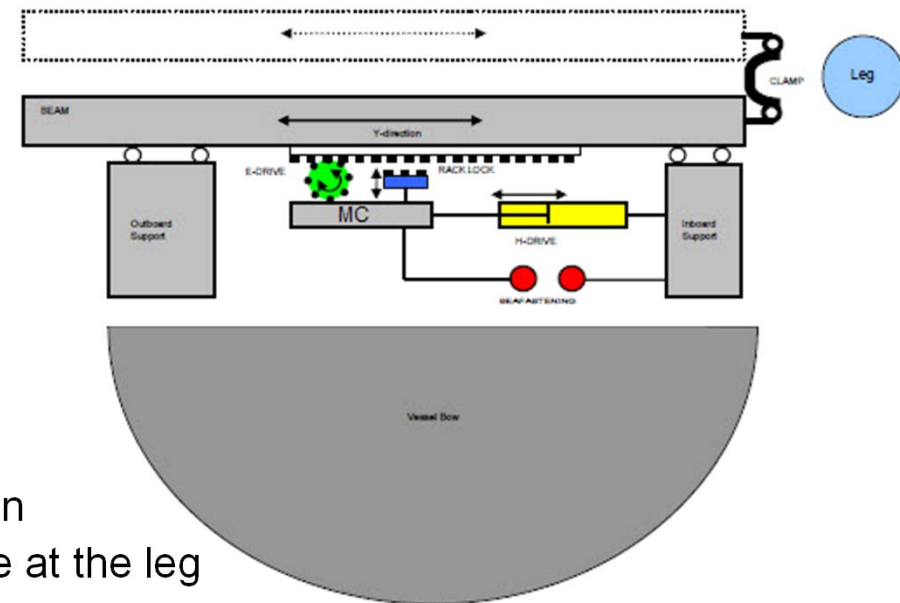 BEAM
Y-direction
CLAMP
Leg
E-DRIVE
RACK LOCK
MC
Outboard
Support
Inboard
Support
H-DRIVE
SEAFASTENING
Vessel Bow
n
e at the leg